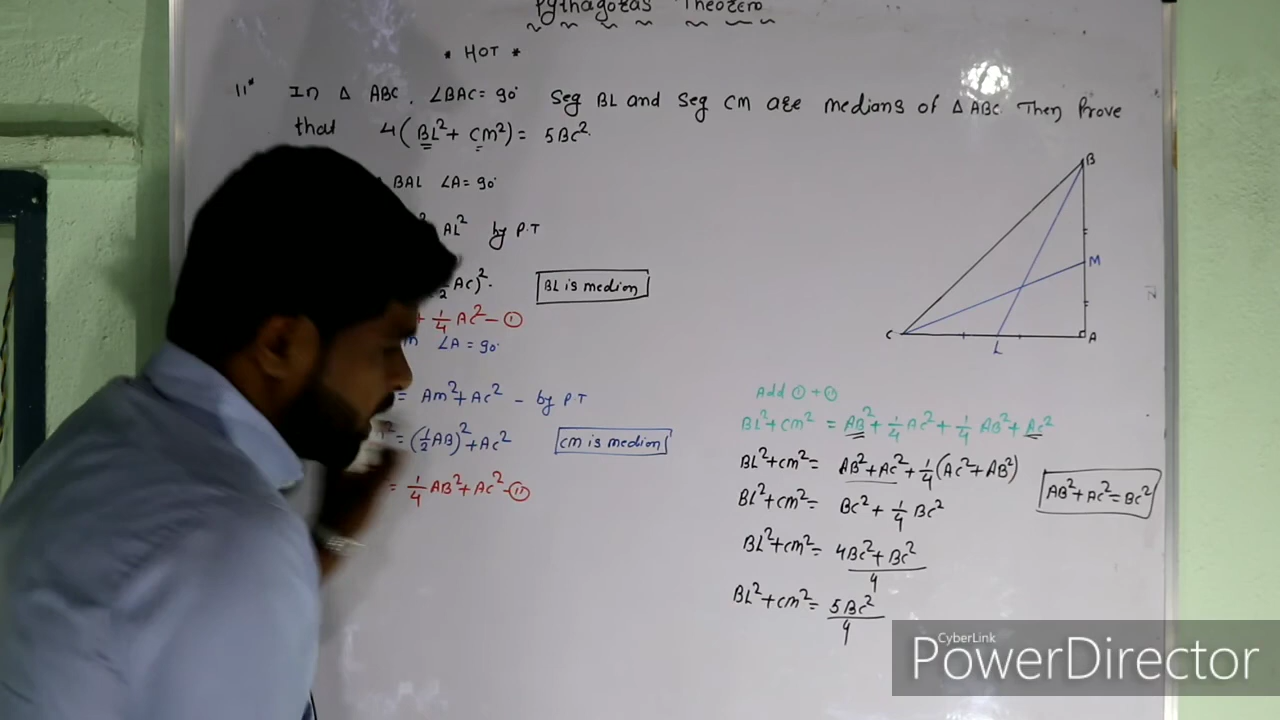 Pythagoras Theorem
* HOT *
11* In △ ABC, ∠BAC = 90° Seg BL and Seg CM are medians of △ ABC Then Prove
that 4(BL²+ CM²) = 5BC².
BAL ∠A = 90°
AL² by P.T
½AC)². BL is median
+ ¼ AC² — ①
∠A = 90°
= AM²+AC² - by P.T
= (½AB)²+AC² CM is median
= ¼ AB²+AC² - ②
B
M
C
L
A
Add ① + ②
BL²+CM² = AB²+ ¼ AC²+ ¼ AB²+ AC²
BL²+CM² = AB²+AC²+ ¼(AC²+AB²)
AB²+AC²=BC²
BL²+CM² = BC²+ ¼ BC²
BL²+CM² = 4BC²+BC² / 4
BL²+CM² = 5BC² / 4
CyberLink
PowerDirector